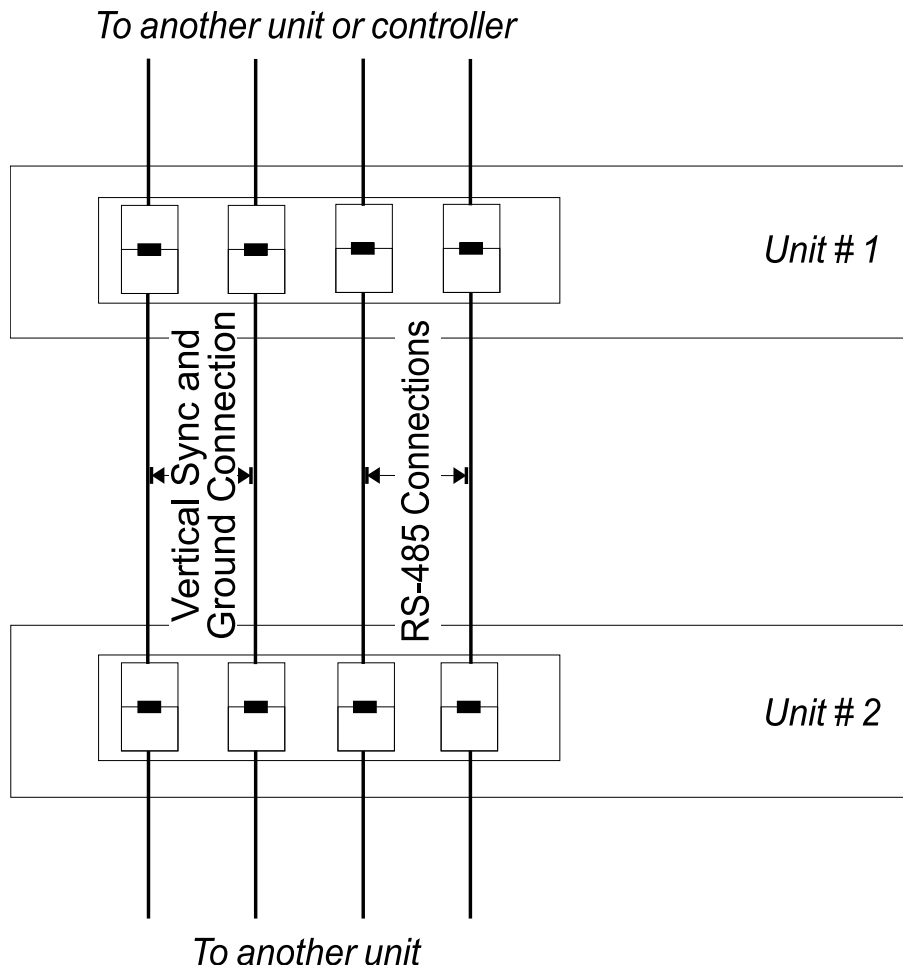 To another unit or controller
Unit # 1
Vertical Sync and
Ground Connection
RS-485 Connections
Unit # 2
To another unit